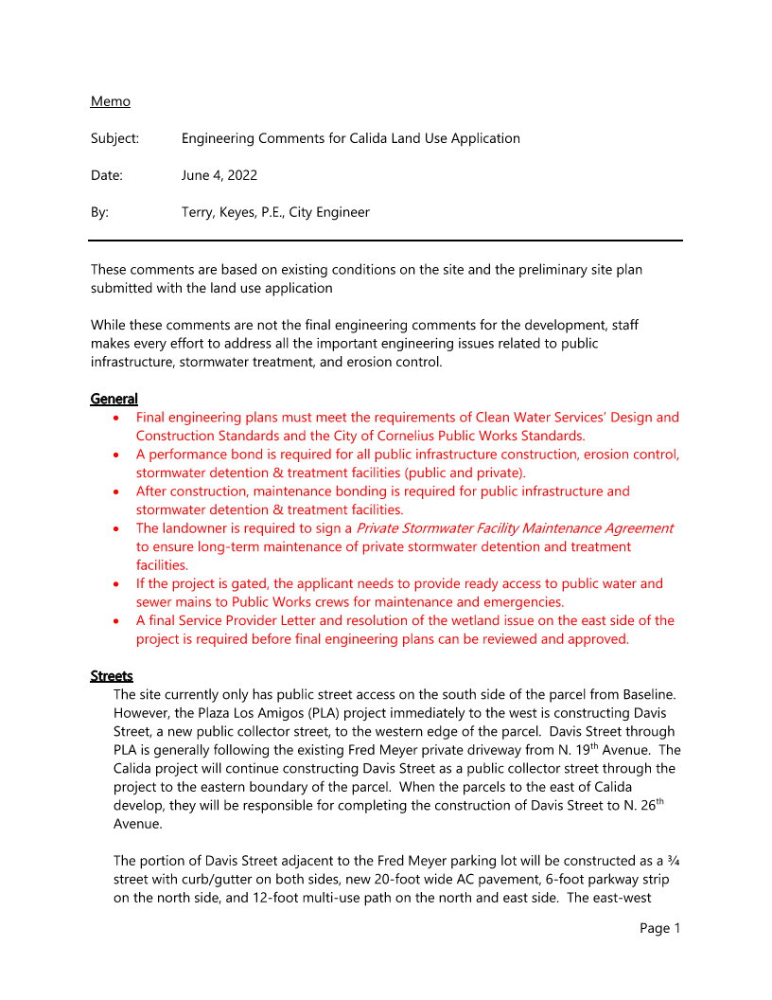 Memo
Subject: Engineering Comments for Calida Land Use Application
Date: June 4, 2022
By: Terry, Keyes, P.E., City Engineer
These comments are based on existing conditions on the site and the preliminary site plan
submitted with the land use application
While these comments are not the final engineering comments for the development, staff
makes every effort to address all the important engineering issues related to public
infrastructure, stormwater treatment, and erosion control.
General
• Final engineering plans must meet the requirements of Clean Water Services’ Design and
Construction Standards and the City of Cornelius Public Works Standards.
• A performance bond is required for all public infrastructure construction, erosion control,
stormwater detention & treatment facilities (public and private).
• After construction, maintenance bonding is required for public infrastructure and
stormwater detention & treatment facilities.
• The landowner is required to sign a Private Stormwater Facility Maintenance Agreement
to ensure long-term maintenance of private stormwater detention and treatment
facilities.
• If the project is gated, the applicant needs to provide ready access to public water and
sewer mains to Public Works crews for maintenance and emergencies.
• A final Service Provider Letter and resolution of the wetland issue on the east side of the
project is required before final engineering plans can be reviewed and approved.
Streets
The site currently only has public street access on the south side of the parcel from Baseline.
However, the Plaza Los Amigos (PLA) project immediately to the west is constructing Davis
Street, a new public collector street, to the western edge of the parcel.  Davis Street through
PLA is generally following the existing Fred Meyer private driveway from N. 19th Avenue.  The
Calida project will continue constructing Davis Street as a public collector street through the
project to the eastern boundary of the parcel.  When the parcels to the east of Calida
develop, they will be responsible for completing the construction of Davis Street to N. 26th
Avenue.
The portion of Davis Street adjacent to the Fred Meyer parking lot will be constructed as a ¾
street with curb/gutter on both sides, new 20-foot wide AC pavement, 6-foot parkway strip
on the north side, and 12-foot multi-use path on the north and east side.  The east-west
Page 1